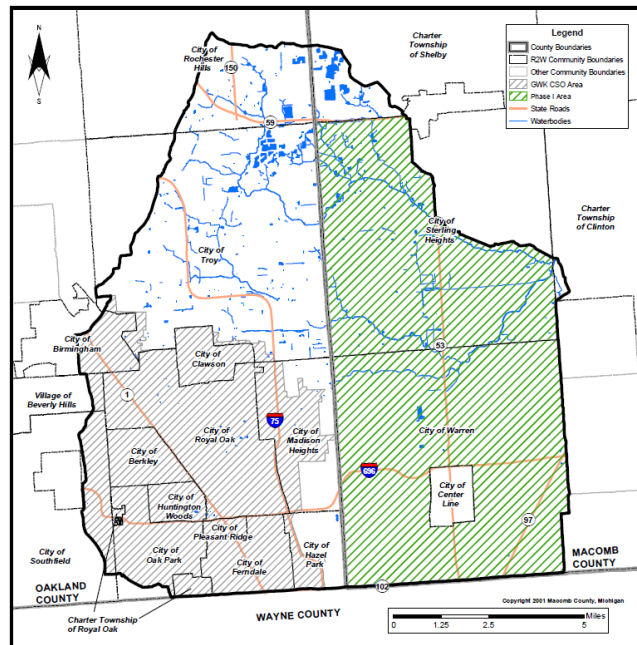 N
S
City of
Rochester
Hills
150
Charter
Township
of Shelby
Legend
County Boundaries
R2W Community Boundaries
Other Community Boundaries
GWK CSO Area
Phase I Area
State Roads
Waterbodies
59
City of
Sterling
Heights
Charter
Township
of Clinton
City of
Troy
City of
Birmingham
City of
Clawson
53
Village of
Beverly Hills
1
75
City of
Royal Oak
City of
Madison
Heights
City of Warren
City of
Berkley
696
City of
Center
Line
City of
Huntington
Woods
97
City of
Pleasant Ridge
City of
Southfield
City of
Oak Park
City of
Ferndale
City of
Hazel
Park
MACOMB
COUNTY
OAKLAND
COUNTY
102
WAYNE COUNTY
Charter Township
of Royal Oak
Copyright 2001 Macomb County, Michigan
Miles
0 1.25 2.5 5